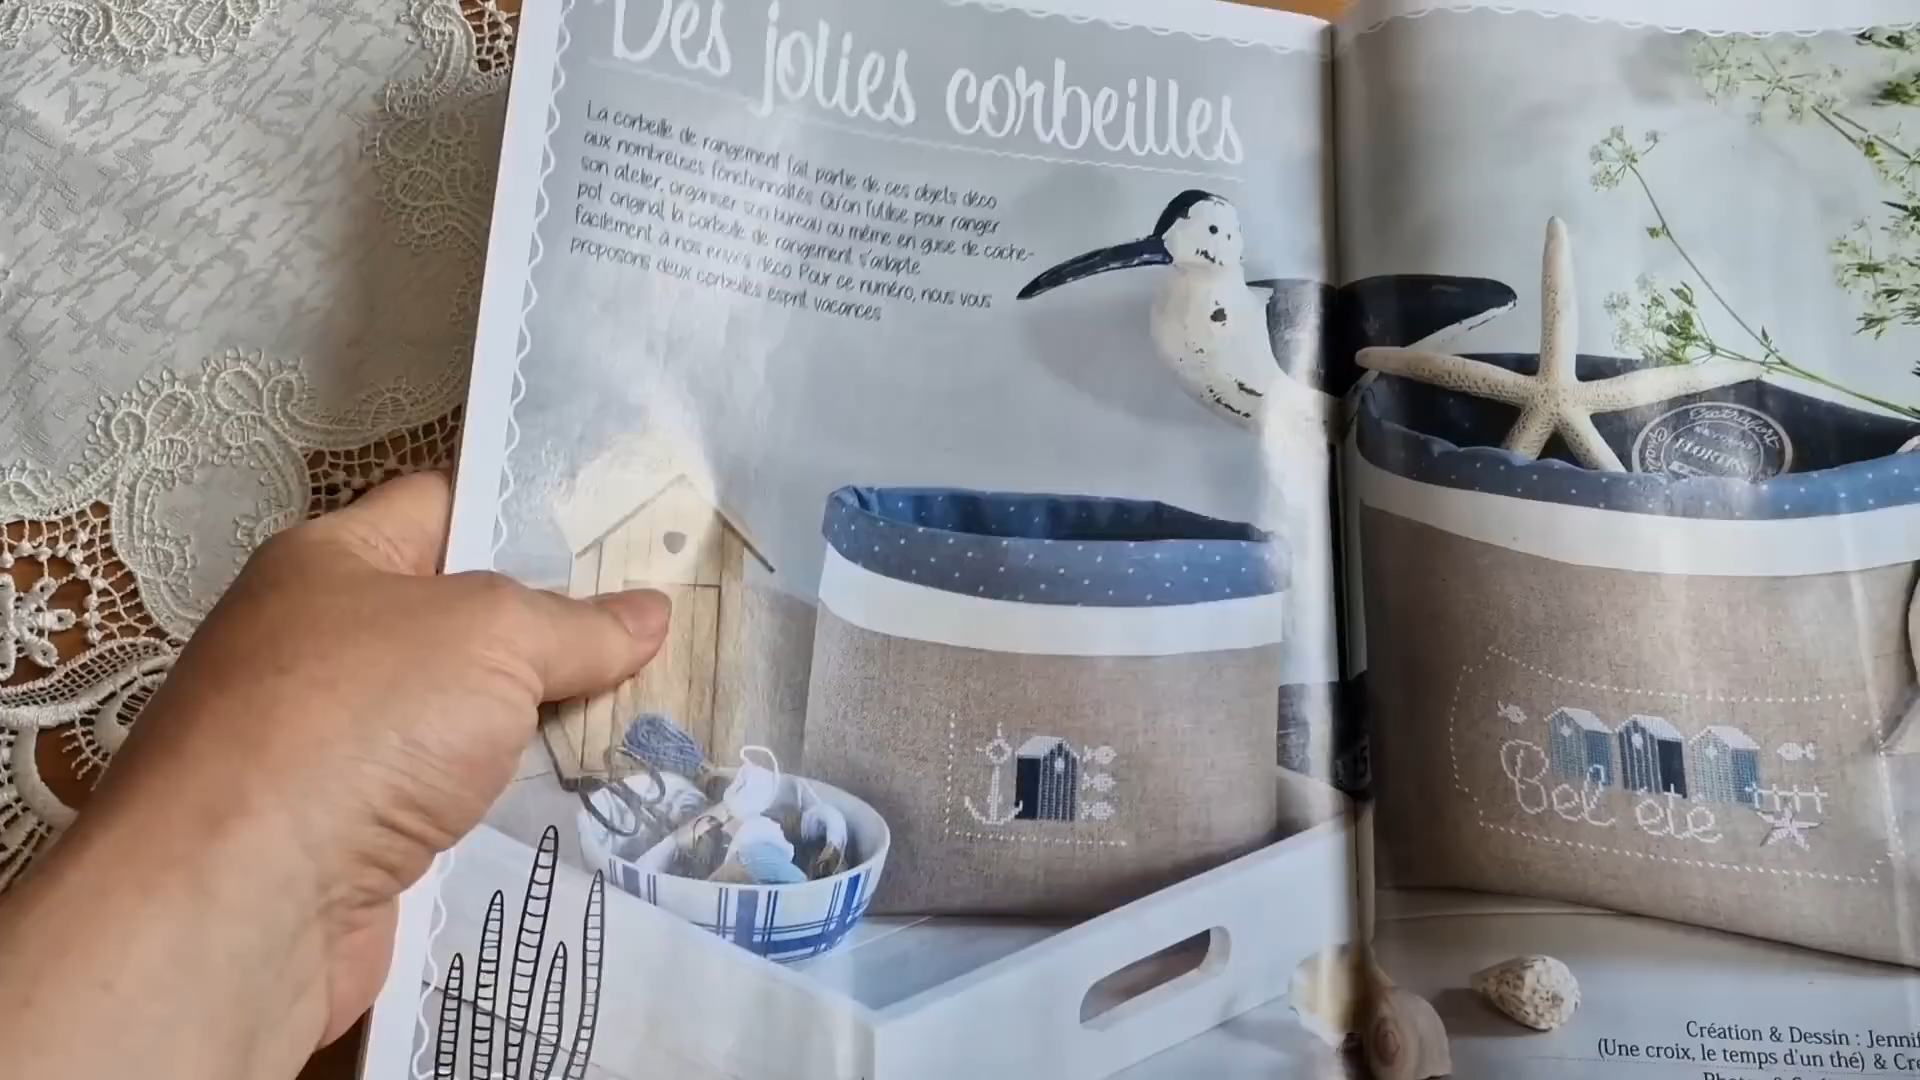 Des jolies corbeilles
La corbeille de rangement fait partie de ces objets déco
aux nombreuses fonctionnalités. Qu'on l'utilise pour ranger
son atelier, organiser son bureau ou même en guise de cache-
pot original, la corbeille de rangement s'adapte
facilement à nos envies déco. Pour ce numéro, nous vous
proposons deux corbeilles esprit vacances
Extrafort
Bel été
Création & Dessin : Jennif
(Une croix, le temps d'un thé) & Cr